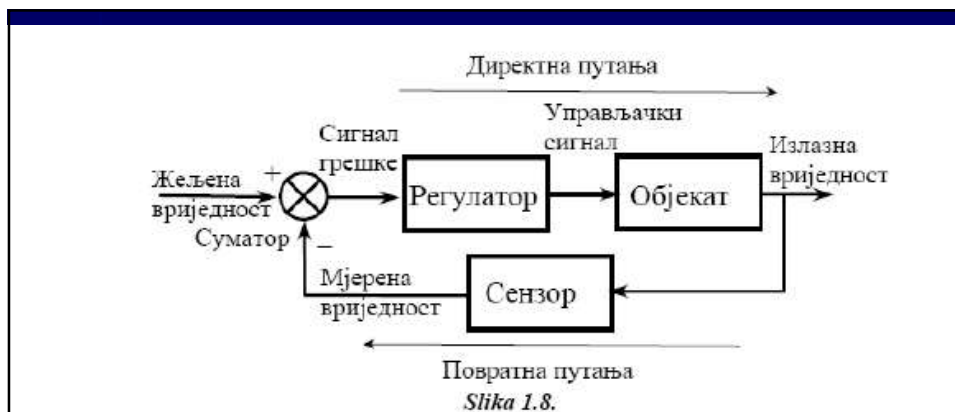 Директна путања
Управљачки
сигнал
Сигнал
грешке
Излазна
вриједност
Жељена
вриједност
+
Регулатор
Објекат
Суматор
−
Мјерена
вриједност
Сензор
Повратна путања
Slika 1.8.